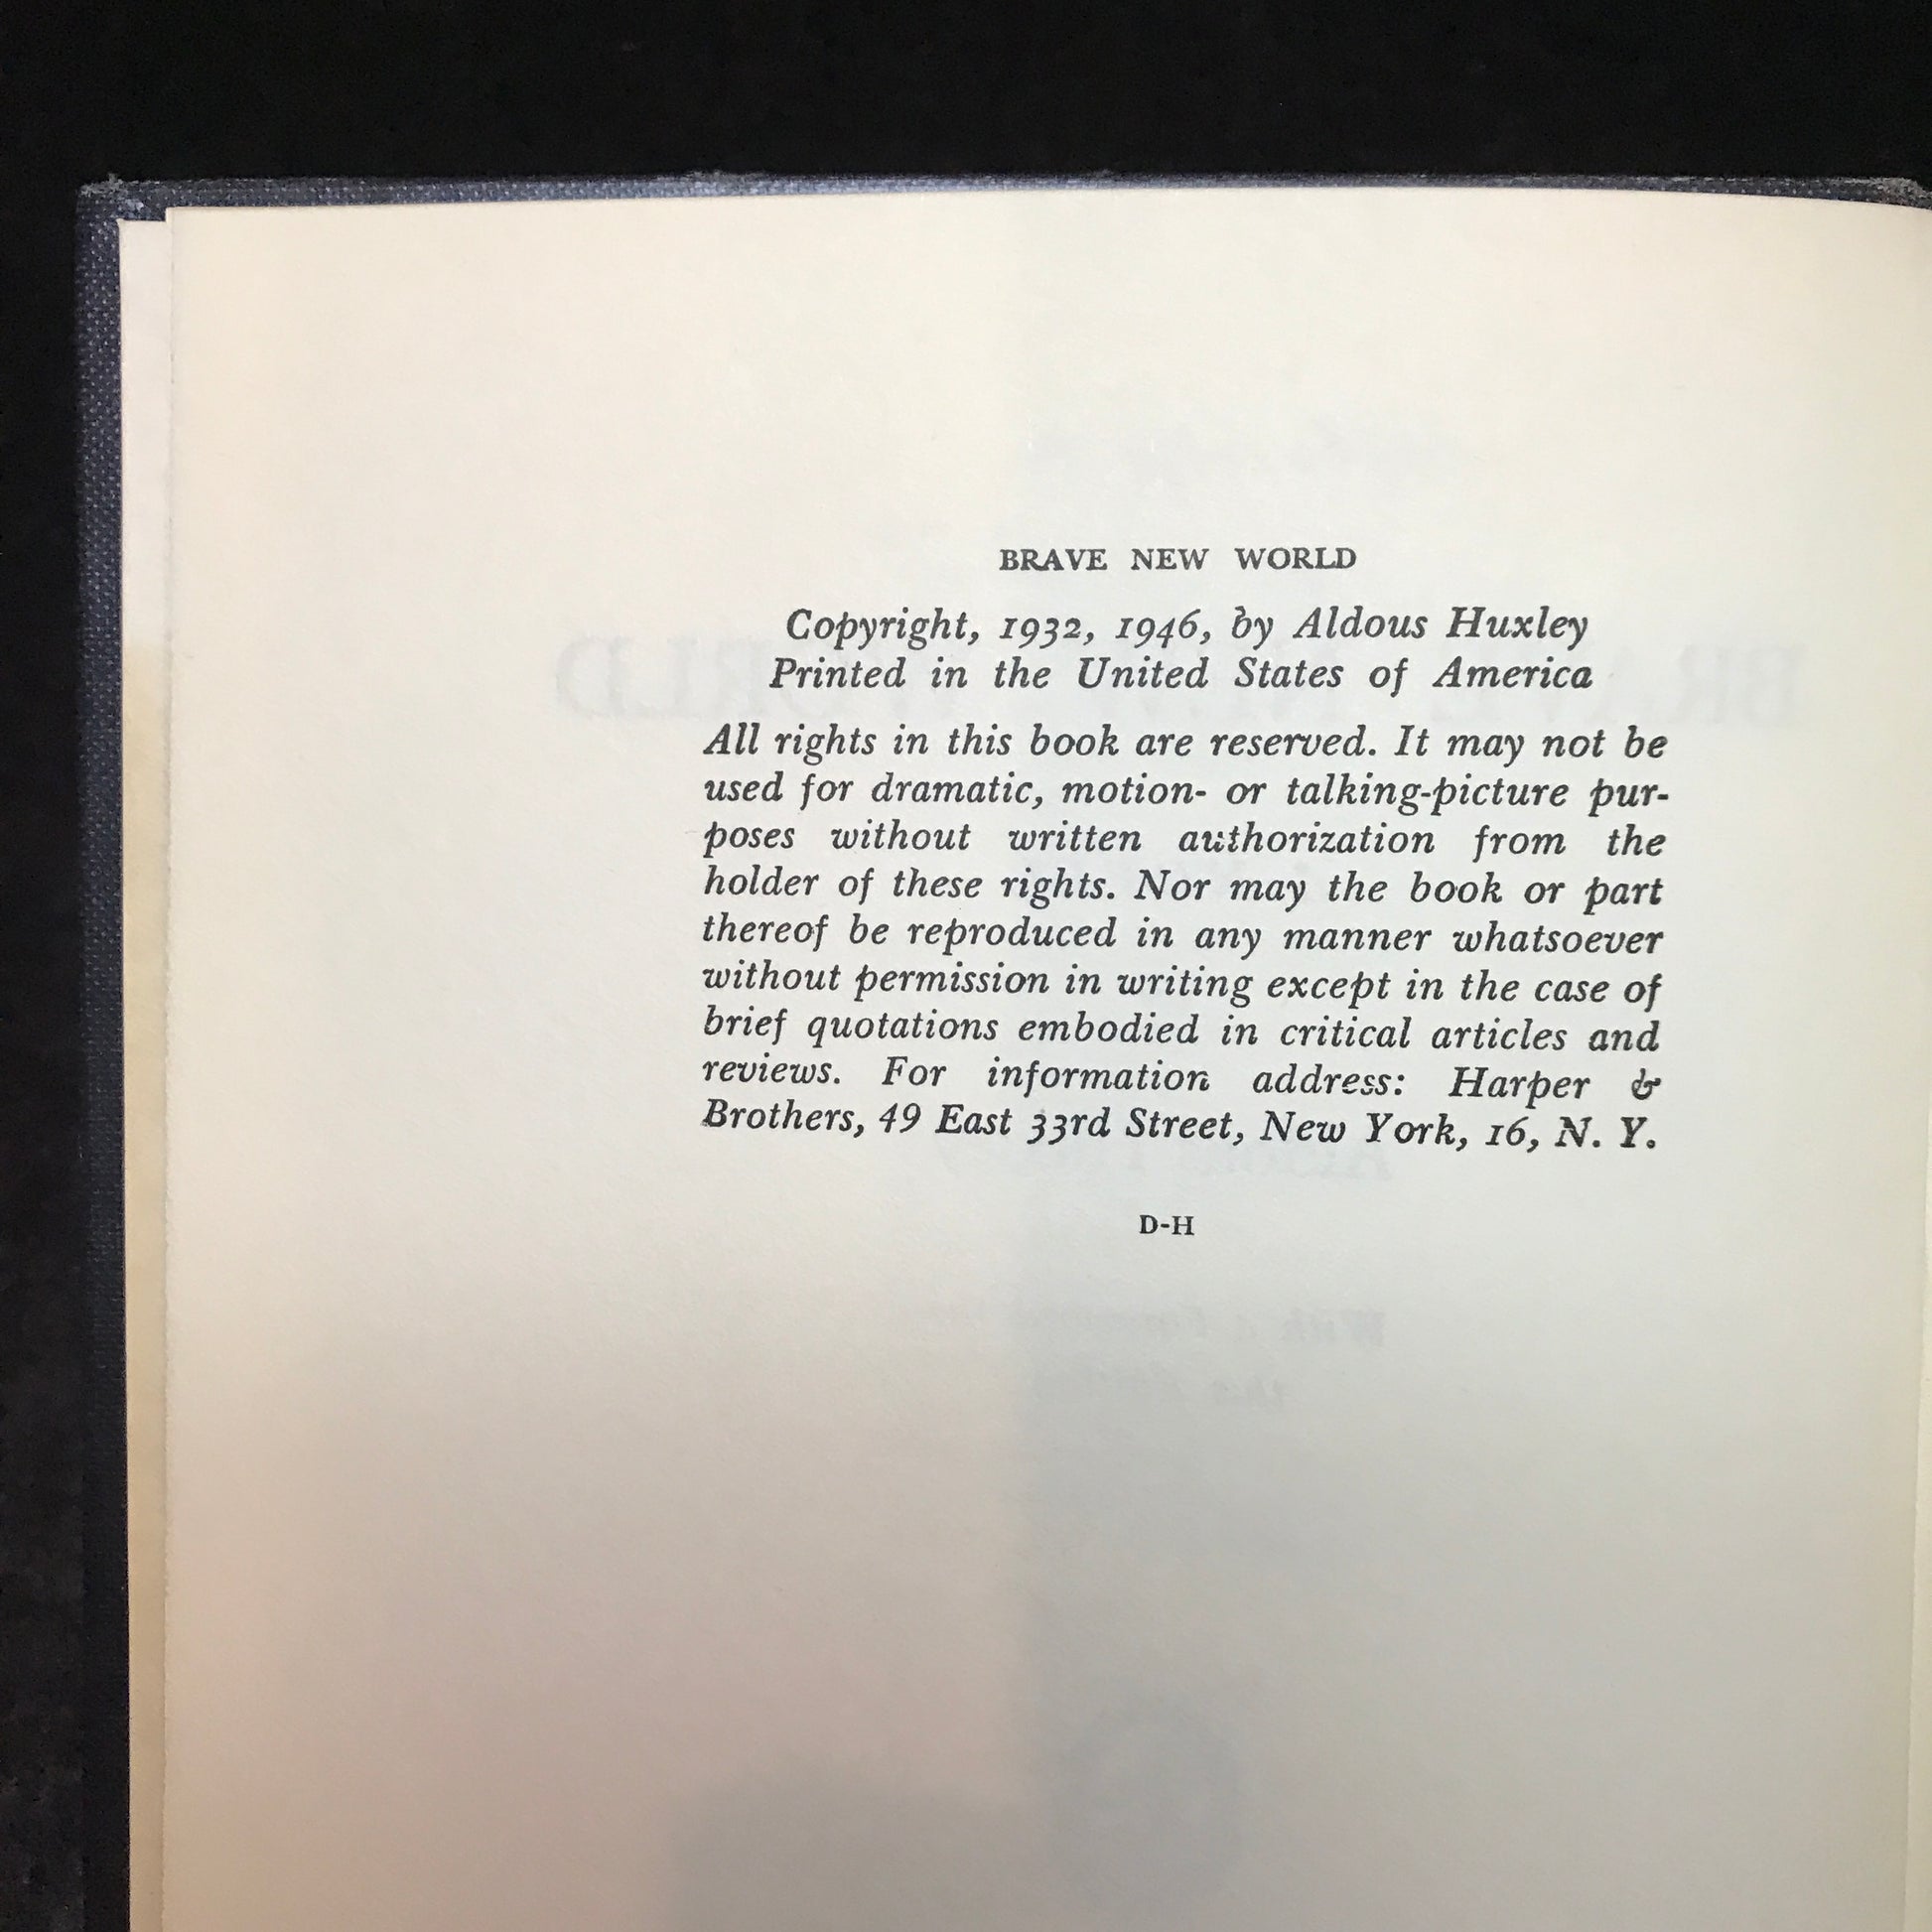 BRAVE NEW WORLD
Copyright, 1932, 1946, by Aldous Huxley
Printed in the United States of America
All rights in this book are reserved. It may not be
used for dramatic, motion- or talking-picture pur-
poses without written authorization from the
holder of these rights. Nor may the book or part
thereof be reproduced in any manner whatsoever
without permission in writing except in the case of
brief quotations embodied in critical articles and
reviews. For information address: Harper &
Brothers, 49 East 33rd Street, New York, 16, N. Y.
D-H